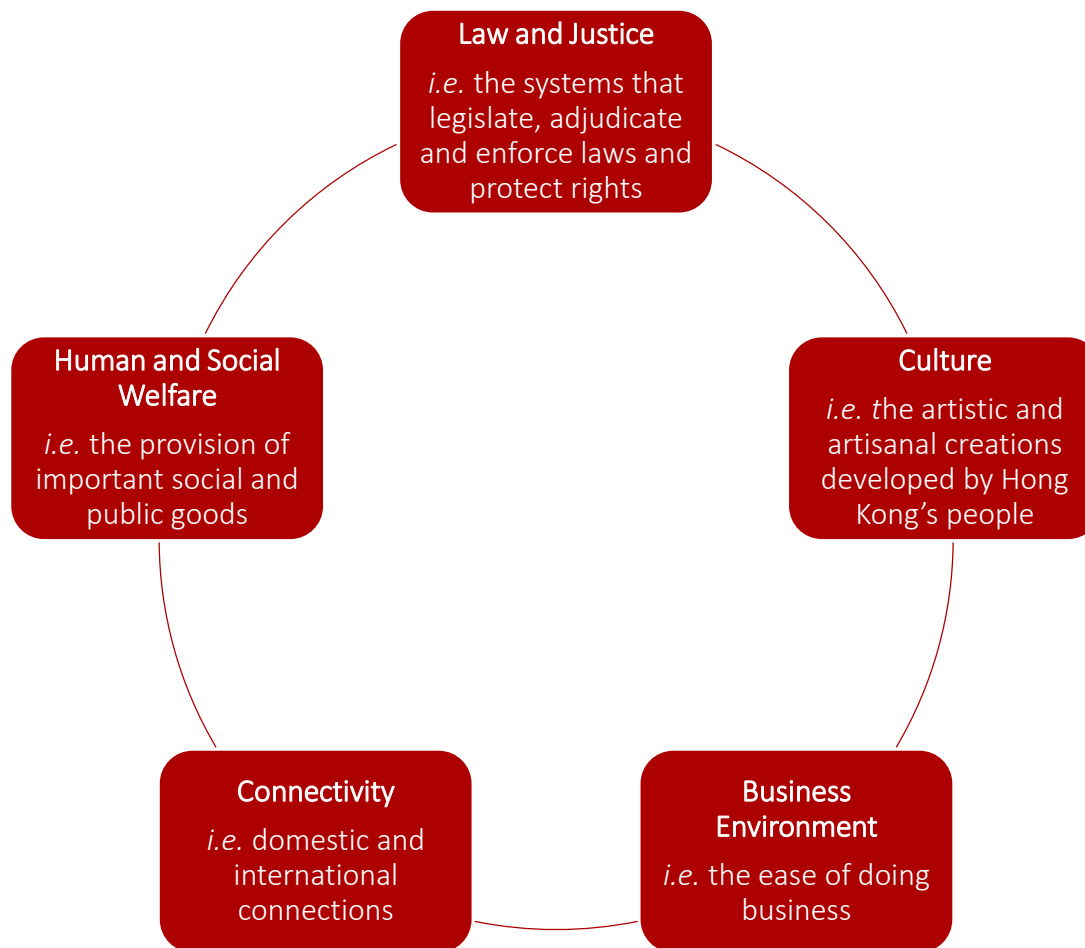 Law and Justice
i.e. the systems that
legislate, adjudicate
and enforce laws and
protect rights
Human and Social
Welfare
i.e. the provision of
important social and
public goods
Culture
i.e. the artistic and
artisanal creations
developed by Hong
Kong’s people
Connectivity
i.e. domestic and
international
connections
Business
Environment
i.e. the ease of doing
business